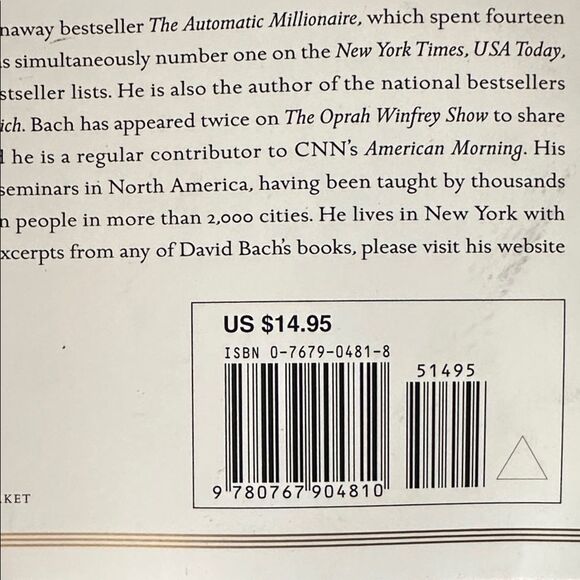 naway bestseller The Automatic Millionaire, which spent fourteen
s simultaneously number one on the New York Times, USA Today,
stseller lists. He is also the author of the national bestsellers
ich. Bach has appeared twice on The Oprah Winfrey Show to share
he is a regular contributor to CNN's American Morning. His
seminars in North America, having been taught by thousands
n people in more than 2,000 cities. He lives in New York with
xcerpts from any of David Bach's books, please visit his website
US $14.95
ISBN 0-7679-0481-8
51495
9 780767 904810
KET